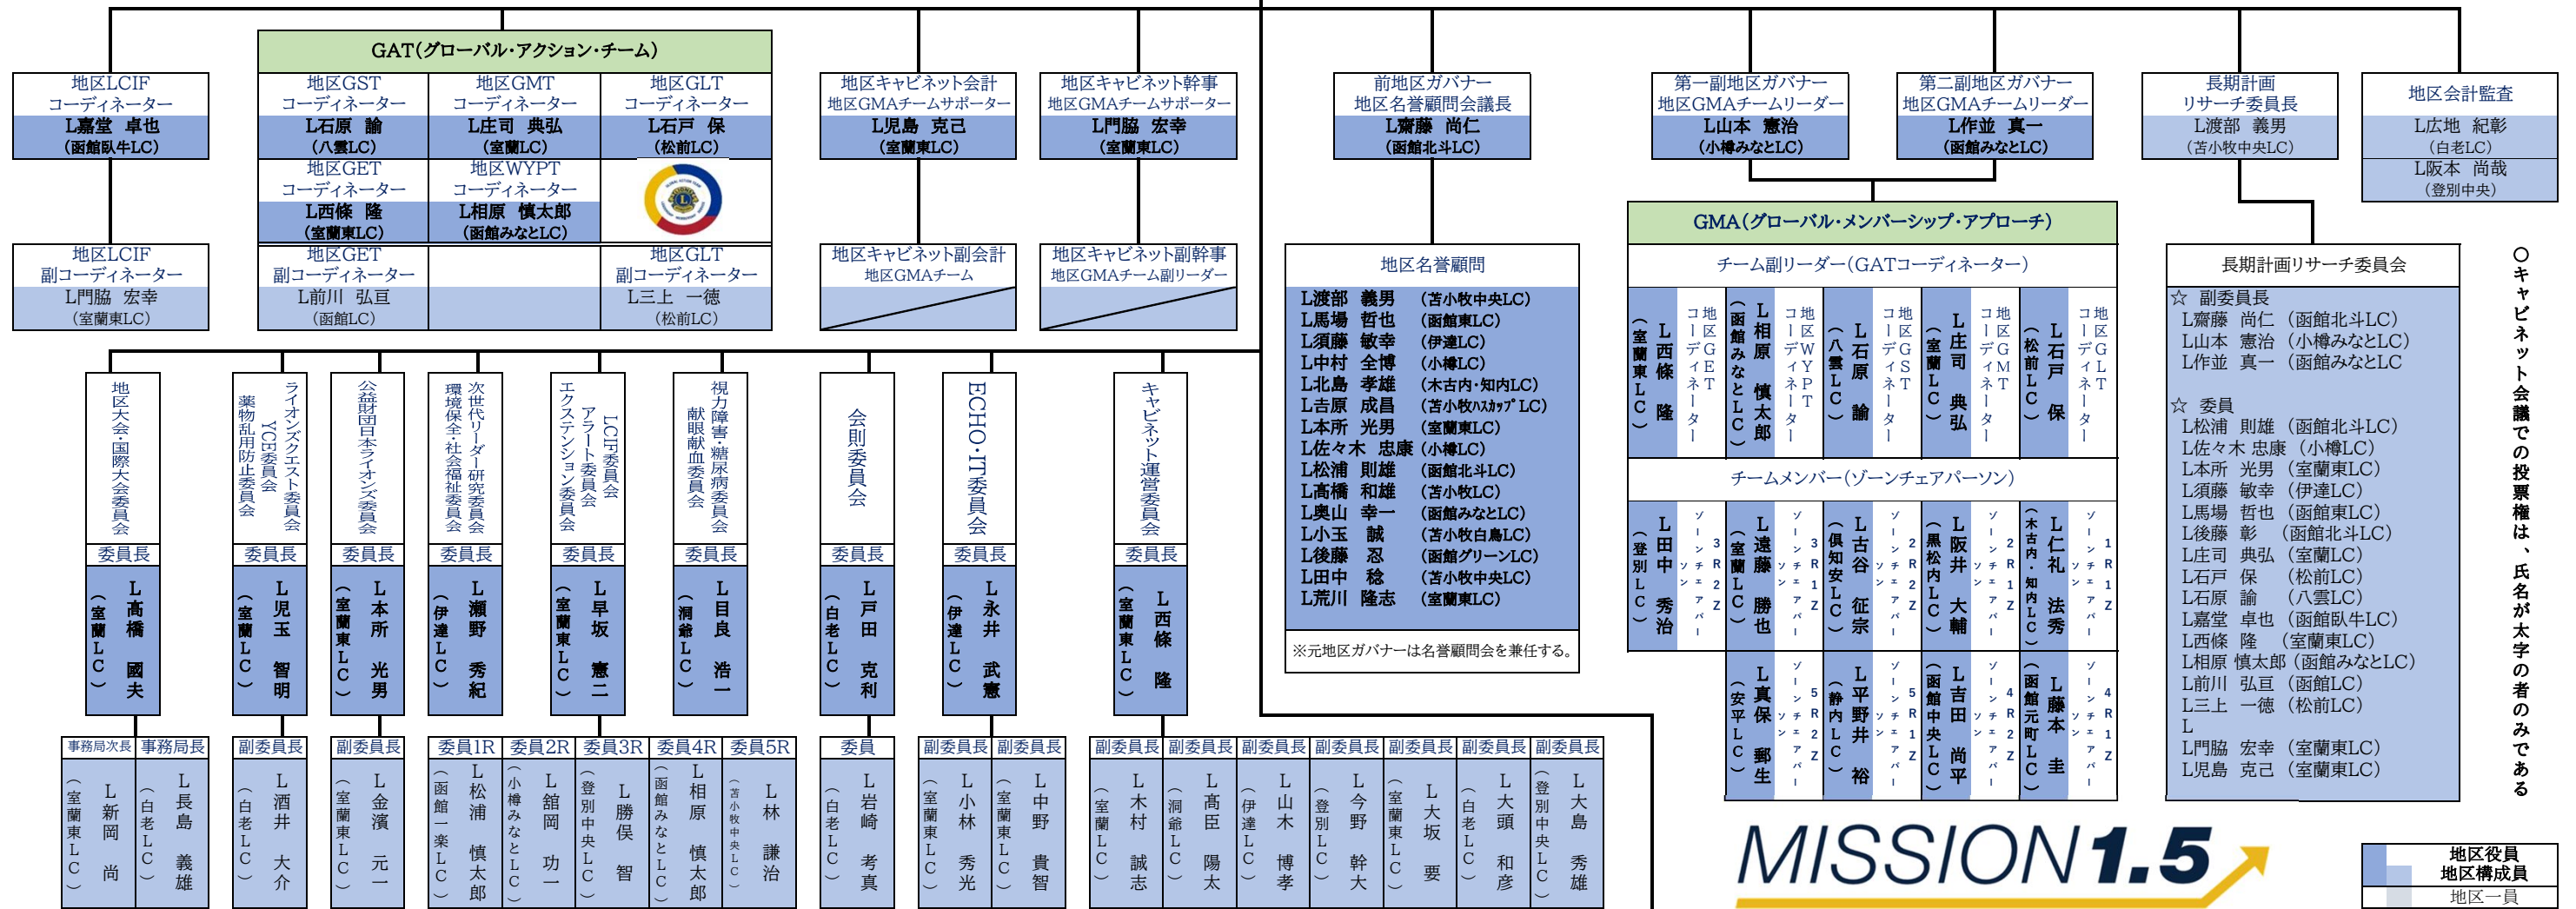 GAT（グローバル・アクション・チーム）
地区LCIF
コーディネーター
L嘉堂 卓也
（函館臥牛LC）
地区GST
コーディネーター
L石原 諭
（八雲LC）
地区GMT
コーディネーター
L庄司 典弘
（室蘭LC）
地区GLT
コーディネーター
L石戸 保
（松前LC）
地区GET
コーディネーター
L西條 隆
（室蘭東LC）
地区WYPT
コーディネーター
L相原 慎太郎
（函館みなとLC）
地区LCIF
副コーディネーター
L門脇 宏幸
（室蘭東LC）
地区GET
副コーディネーター
L前川 弘亘
（函館LC）
地区GLT
副コーディネーター
L三上 一徳
（松前LC）
地区キャビネット会計
地区GMAチームサポーター
L児島 克己
（室蘭東LC）
地区キャビネット幹事
地区GMAチームサポーター
L門脇 宏幸
（室蘭東LC）
地区キャビネット副会計
地区GMAチーム
地区キャビネット副幹事
地区GMAチーム副リーダー
前地区ガバナー
地区名誉顧問会議長
L齋藤 尚仁
（函館北斗LC）
第一副地区ガバナー
地区GMAチームリーダー
L山本 憲治
（小樽みなとLC）
第二副地区ガバナー
地区GMAチームリーダー
L作並 真一
（函館みなとLC）
長期計画
リサーチ委員長
L渡部 義男
（苫小牧中央LC）
地区会計監査
L広地 紀彰
（白老LC）
L阪本 尚哉
（登別中央）
地区名誉顧問
L渡部 義男 （苫小牧中央LC）
L馬場 哲也 （函館東LC）
L須藤 敏幸 （伊達LC）
L中村 全博 （小樽LC）
L北島 孝雄 （木古内・知内LC）
L𠮷原 成昌 （苫小牧ﾊｽｶｯﾌﾟLC）
L本所 光男 （室蘭東LC）
L佐々木 忠康 （小樽LC）
L松浦 則雄 （函館北斗LC）
L髙橋 和雄 （苫小牧LC）
L奥山 幸一 （函館みなとLC）
L小玉 誠 （苫小牧白鳥LC）
L後藤 忍 （函館グリーンLC）
L田中 稔 （苫小牧中央LC）
L荒川 隆志 （室蘭東LC）
※元地区ガバナーは名誉顧問会を兼任する。
GMA（グローバル・メンバーシップ・アプローチ）
チーム副リーダー（GATコーディネーター）
地区GLT
コーディネーター
L石戸 保
（松前LC）
地区GMT
コーディネーター
L庄司 典弘
（室蘭LC）
地区GST
コーディネーター
L石原 諭
（八雲LC）
地区WYPT
コーディネーター
L相原 慎太郎
（函館みなとLC）
地区GET
コーディネーター
L西條 隆
（室蘭東LC）
チームメンバー（ゾーンチェアパーソン）
1R1Z
ゾーンチェアパーソン
L仁礼 法秀
（木古内・知内LC）
2R1Z
ゾーンチェアパーソン
L阪井 大輔
（黒松内LC）
2R2Z
ゾーンチェアパーソン
L古谷 征宗
（倶知安LC）
3R1Z
ゾーンチェアパーソン
L遠藤 勝也
（室蘭LC）
3R2Z
ゾーンチェアパーソン
L田中 秀治
（登別LC）
4R1Z
ゾーンチェアパーソン
L藤本 圭
（函館元町LC）
4R2Z
ゾーンチェアパーソン
L吉田 尚平
（函館中央LC）
5R1Z
ゾーンチェアパーソン
L平野井 裕
（静内LC）
5R2Z
ゾーンチェアパーソン
L真保 郵生
（安平LC）
長期計画リサーチ委員会
☆ 副委員長
L齋藤 尚仁（函館北斗LC）
L山本 憲治（小樽みなとLC）
L作並 真一（函館みなとLC
☆ 委員
L松浦 則雄（函館北斗LC）
L佐々木 忠康（小樽LC）
L本所 光男（室蘭東LC）
L須藤 敏幸（伊達LC）
L馬場 哲也（函館東LC）
L後藤 彰 （函館北斗LC）
L庄司 典弘（室蘭LC）
L石戸 保 （松前LC）
L石原 諭 （八雲LC）
L嘉堂 卓也（函館臥牛LC）
L西條 隆 （室蘭東LC）
L相原 慎太郎（函館みなとLC）
L前川 弘亘（函館LC）
L三上 一徳（松前LC）
L
L門脇 宏幸（室蘭東LC）
L児島 克己（室蘭東LC）
○キャビネット会議での投票権は、氏名が太字の者のみである
地区大会・国際大会委員会
委員長
L髙橋 國夫
（室蘭LC）
ライオンズクエスト委員会
YCE委員会
薬物乱用防止委員会
委員長
L児玉 智明
（室蘭LC）
公益財団日本ライオンズ委員会
委員長
L本所 光男
（室蘭東LC）
次世代リーダー研究委員会
環境保全・社会福祉委員会
委員長
L瀬野 秀紀
（伊達LC）
LCIF委員会
アラート委員会
エクステンション委員会
委員長
L早坂 憲二
（室蘭東LC）
視力障害・糖尿病委員会
献眼献血委員会
L目良 浩一
（洞爺LC）
会則委員会
委員長
L戸田 克利
（白老LC）
ECHO・IT委員会
委員長
L永井 武憲
（伊達LC）
キャビネット運営委員会
委員長
L西條 隆
（室蘭東LC）
事務局次長
L新岡 尚
（室蘭東LC）
事務局長
L長島 義雄
（白老LC）
副委員長
L酒井 大介
（白老LC）
副委員長
L金濱 元一
（室蘭東LC）
委員1R
L松浦 慎太郎
（函館一楽LC）
委員2R
L舘岡 功一
（小樽みなとLC）
委員3R
L勝俣 智
（登別中央LC）
委員4R
L相原 慎太郎
（函館みなとLC）
委員5R
L林 謙治
（苫小牧中央LC）
委員
L岩崎 考真
（白老LC）
副委員長
L小林 秀光
（室蘭東LC）
副委員長
L中野 貴智
（室蘭東LC）
副委員長
L木村 誠志
（室蘭LC）
副委員長
L髙臣 陽太
（洞爺LC）
副委員長
L山木 博孝
（伊達LC）
副委員長
L今野 幹大
（登別LC）
副委員長
L大坂 要
（室蘭東LC）
副委員長
L大頭 和彦
（白老LC）
副委員長
L大島 秀雄
（登別中央LC）
MISSION1.5
地区役員
地区構成員
地区一員